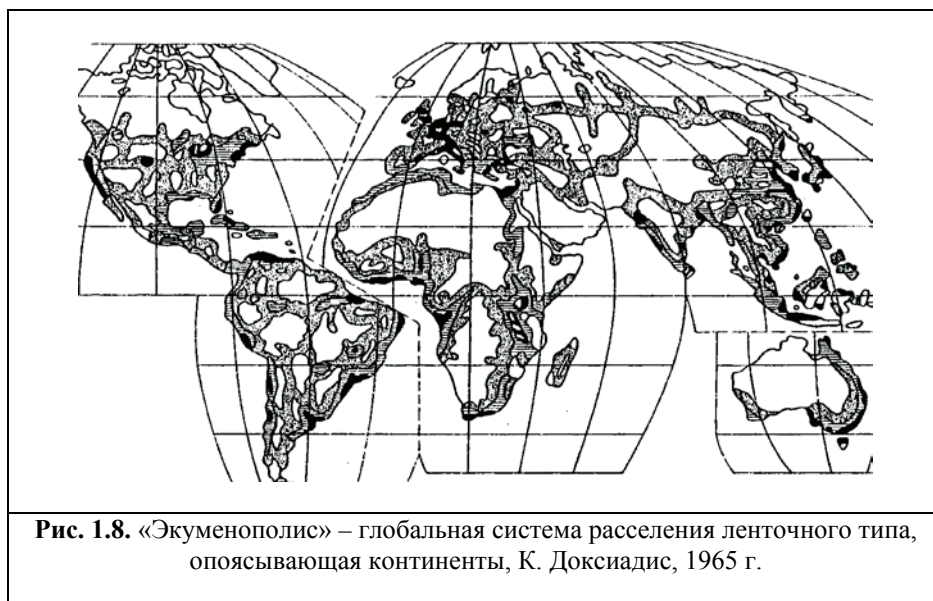 Рис. 1.8. «Экуменополис» – глобальная система расселения ленточного типа,
опоясывающая континенты, К. Доксиадис, 1965 г.